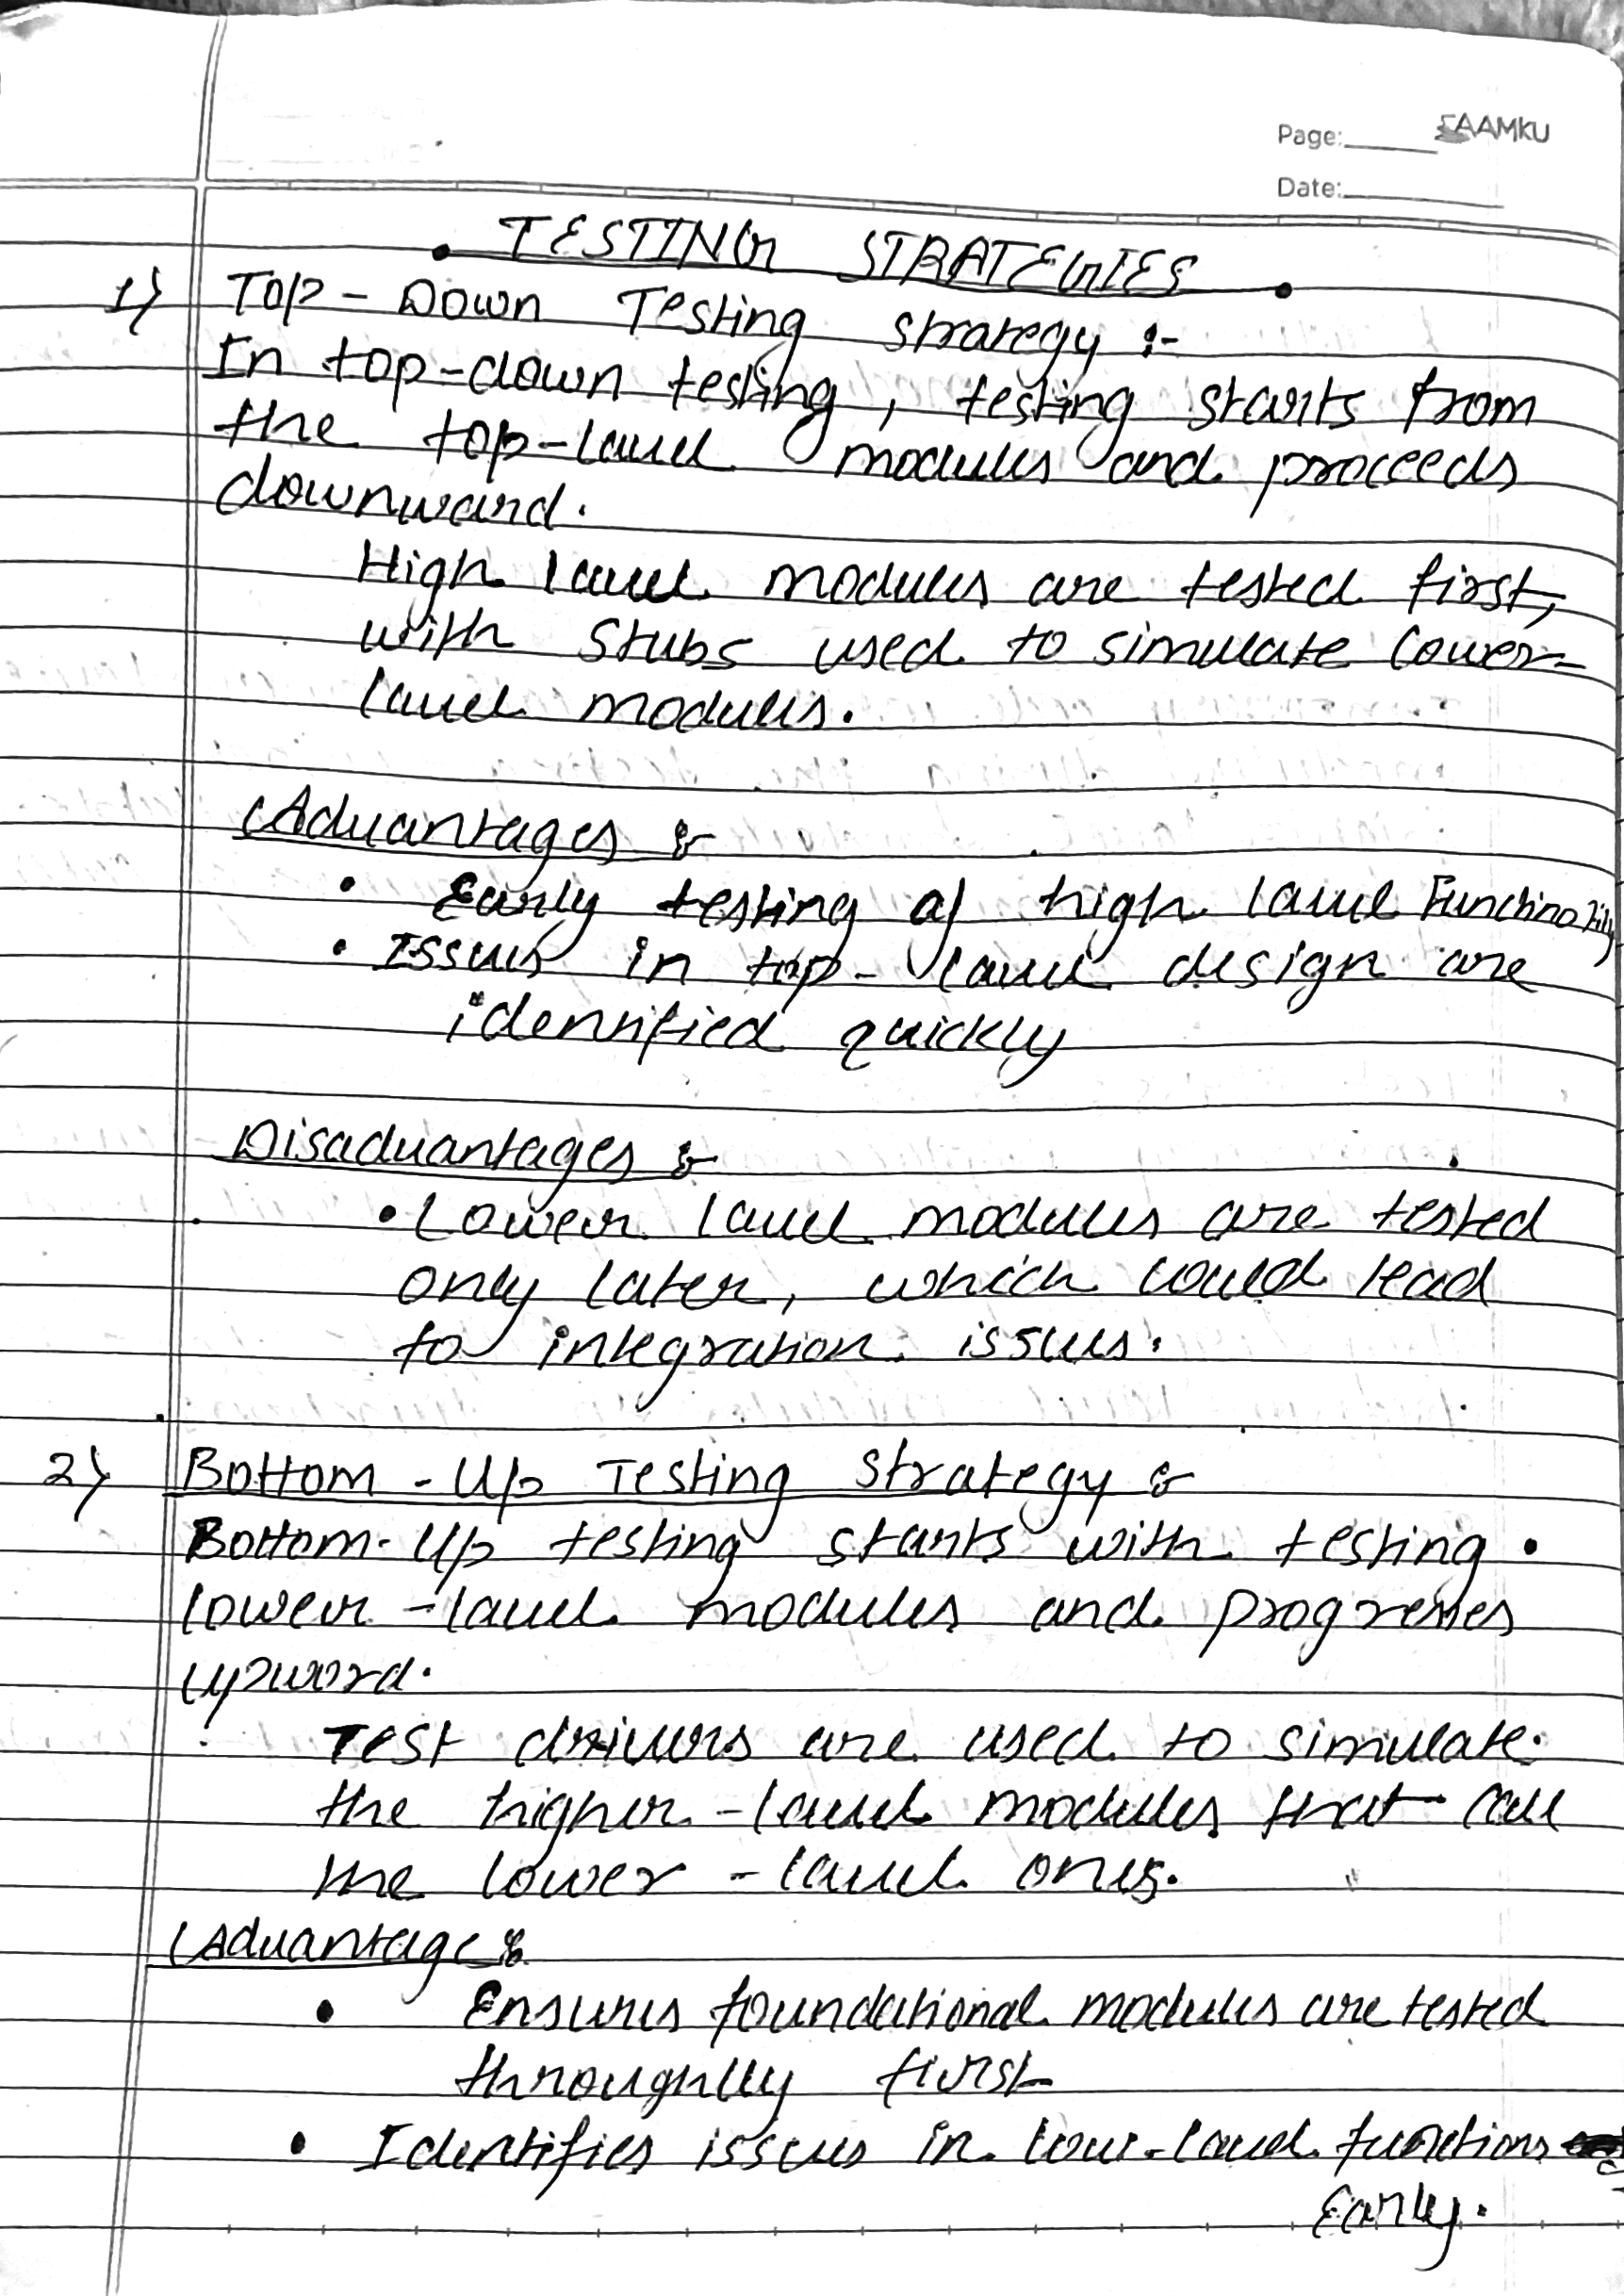 Page: SAAMKU
Date:
• TESTING STRATEGIES •
1) Top-Down Testing strategy :-
In top-down testing, testing starts from
the top-level modules and proceeds
downward.
High level modules are tested first,
with stubs used to simulate lower-
level modules.
Advantages :-
• Early testing of high level Functinality
• Issues in top-level design are
identified quickly
Disadvantages :-
• Lower level modules are tested
only later, which could lead
to integration issues.
2) Bottom-Up Testing strategy :-
Bottom-Up testing starts with testing •
lower-level modules and progresses
upword.
Test drivers are used to simulate
the higher-level modules that call
the lower-level ones.
Advantage :-
• Ensures foundational modules are tested
throughlly first
• Identifies issues in low-level functions
Early.